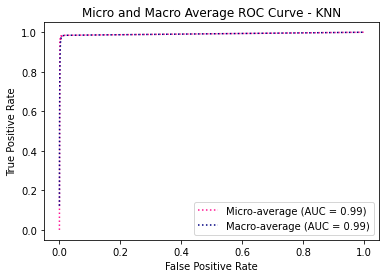 Micro and Macro Average ROC Curve - KNN
1.0
0.8
0.6
0.4
0.2
0.0
True Positive Rate
Micro-average (AUC = 0.99)
Macro-average (AUC = 0.99)
0.0 0.2 0.4 0.6 0.8 1.0
False Positive Rate